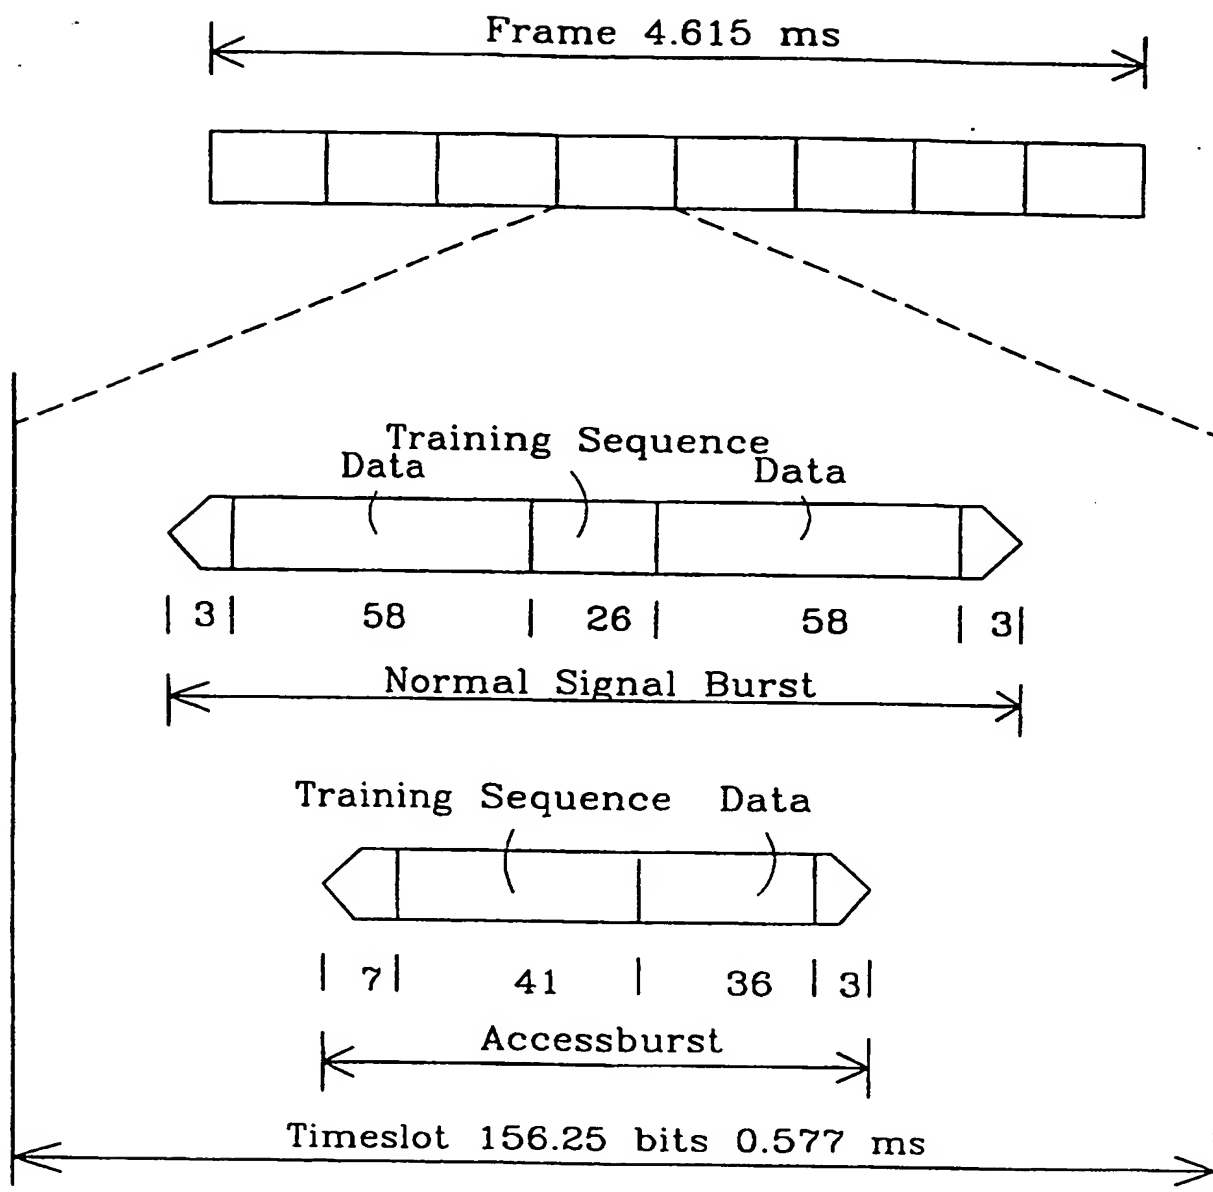 Frame 4.615 ms
Training Sequence
Data Data
3 58 26 58 3
Normal Signal Burst
Training Sequence Data
7 41 36 3
Accessburst
Timeslot 156.25 bits 0.577 ms